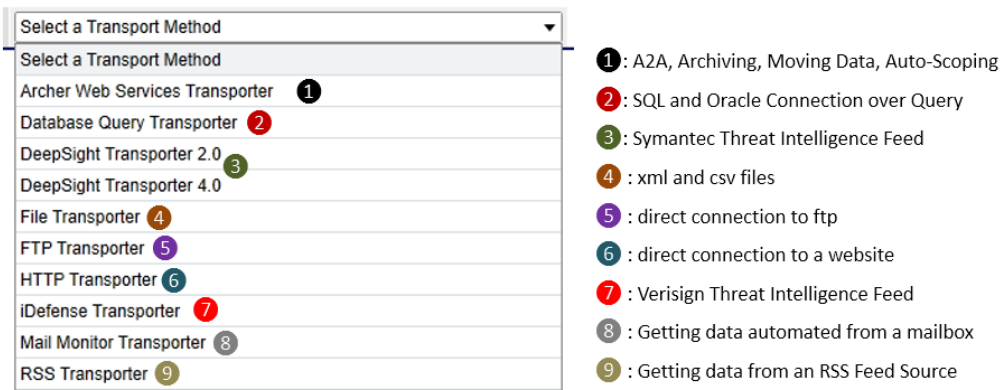 Select a Transport Method
Select a Transport Method
Archer Web Services Transporter 1
Database Query Transporter 2
DeepSight Transporter 2.0
3
DeepSight Transporter 4.0
File Transporter 4
FTP Transporter 5
HTTP Transporter 6
iDefense Transporter 7
Mail Monitor Transporter 8
RSS Transporter 9
1: A2A, Archiving, Moving Data, Auto-Scoping
2: SQL and Oracle Connection over Query
3: Symantec Threat Intelligence Feed
4 : xml and csv files
5 : direct connection to ftp
6 : direct connection to a website
7 : Verisign Threat Intelligence Feed
8 : Getting data automated from a mailbox
9 : Getting data from an RSS Feed Source